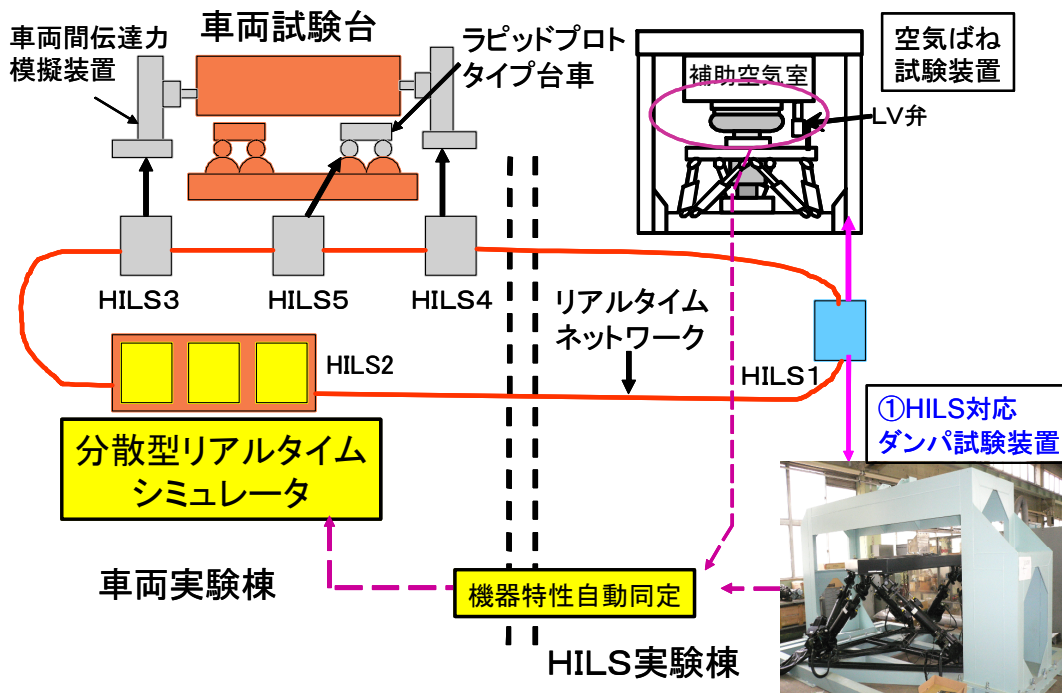 車両試験台
車両間伝達力
模擬装置
ラピッドプロト
タイプ台車
空気ばね
試験装置
補助空気室
LV弁
HILS3
HILS5
HILS4
リアルタイム
ネットワーク
HILS1
HILS2
①HILS対応
ダンパ試験装置
分散型リアルタイム
シミュレータ
車両実験棟
機器特性自動同定
HILS実験棟